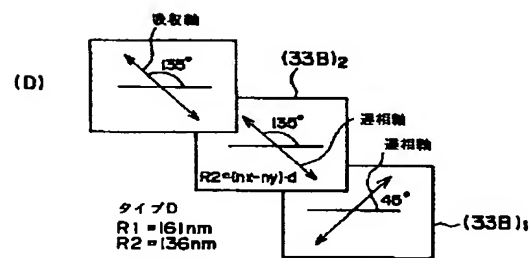 吸収軸
(D)
135°
(33B)₂
135°
遅相軸
遅相軸
R2=(nx-ny)・d
45°
(33B)₁
タイプD
R1=161nm
R2=136nm